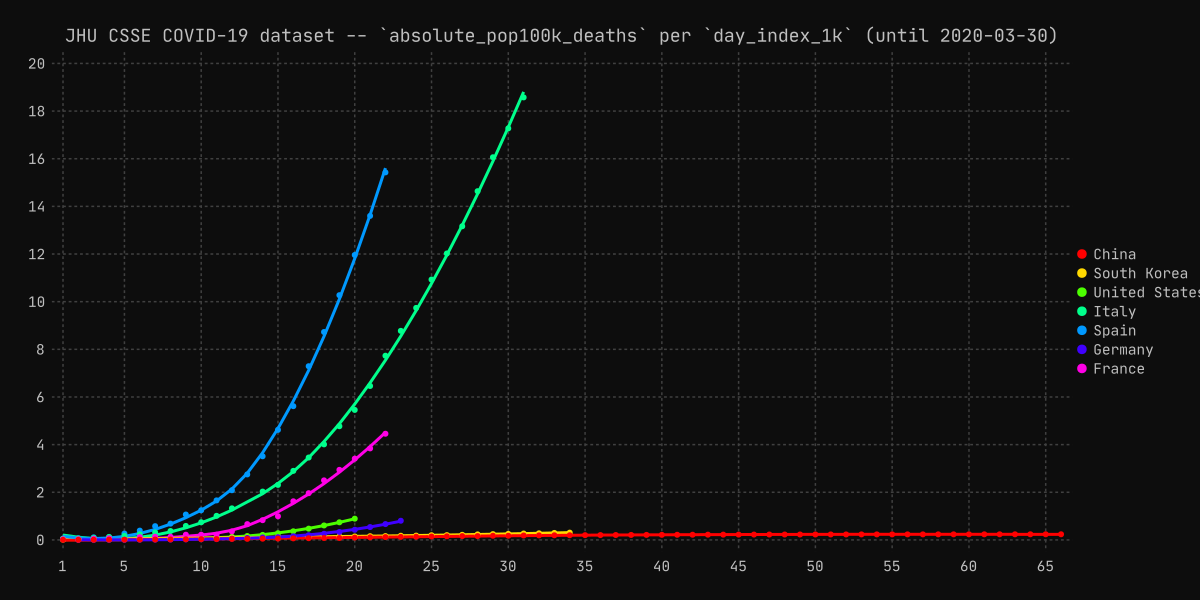 JHU CSSE COVID-19 dataset -- `absolute_pop100k_deaths` per `day_index_1k` (until 2020-03-30)
20
18
16
14
12
10
8
6
4
2
0
1 5 10 15 20 25 30 35 40 45 50 55 60 65
China
South Korea
United States
Italy
Spain
Germany
France